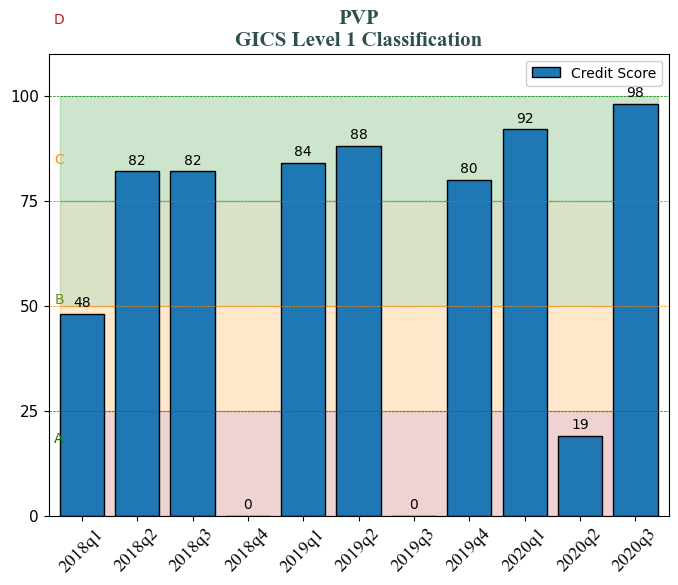 D
PVP
GICS Level 1 Classification
Credit Score
100
98
92
88
84
82
82
C
80
75
B
50
48
25
19
A
0
0
0
2018q1
2018q2
2018q3
2018q4
2019q1
2019q2
2019q3
2019q4
2020q1
2020q2
2020q3